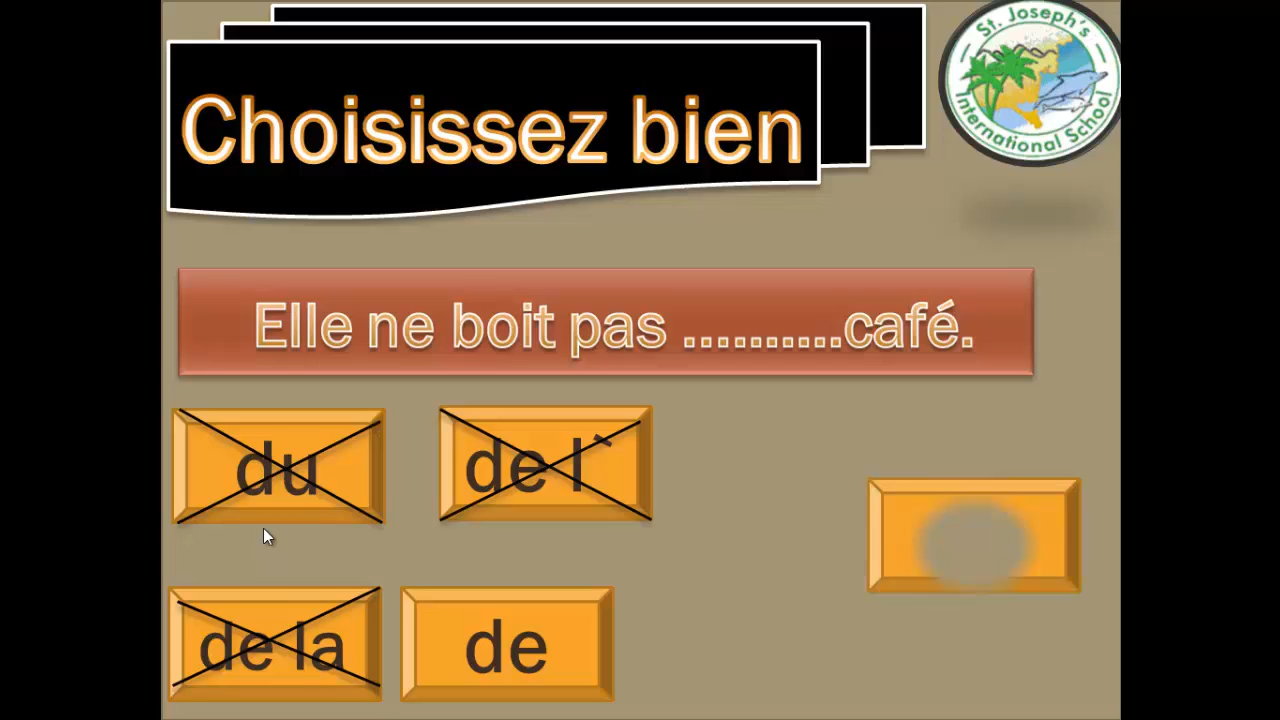 St. Joseph's
International School
Choisissez bien
Elle ne boit pas ..........café.
du
de l`
de la
de